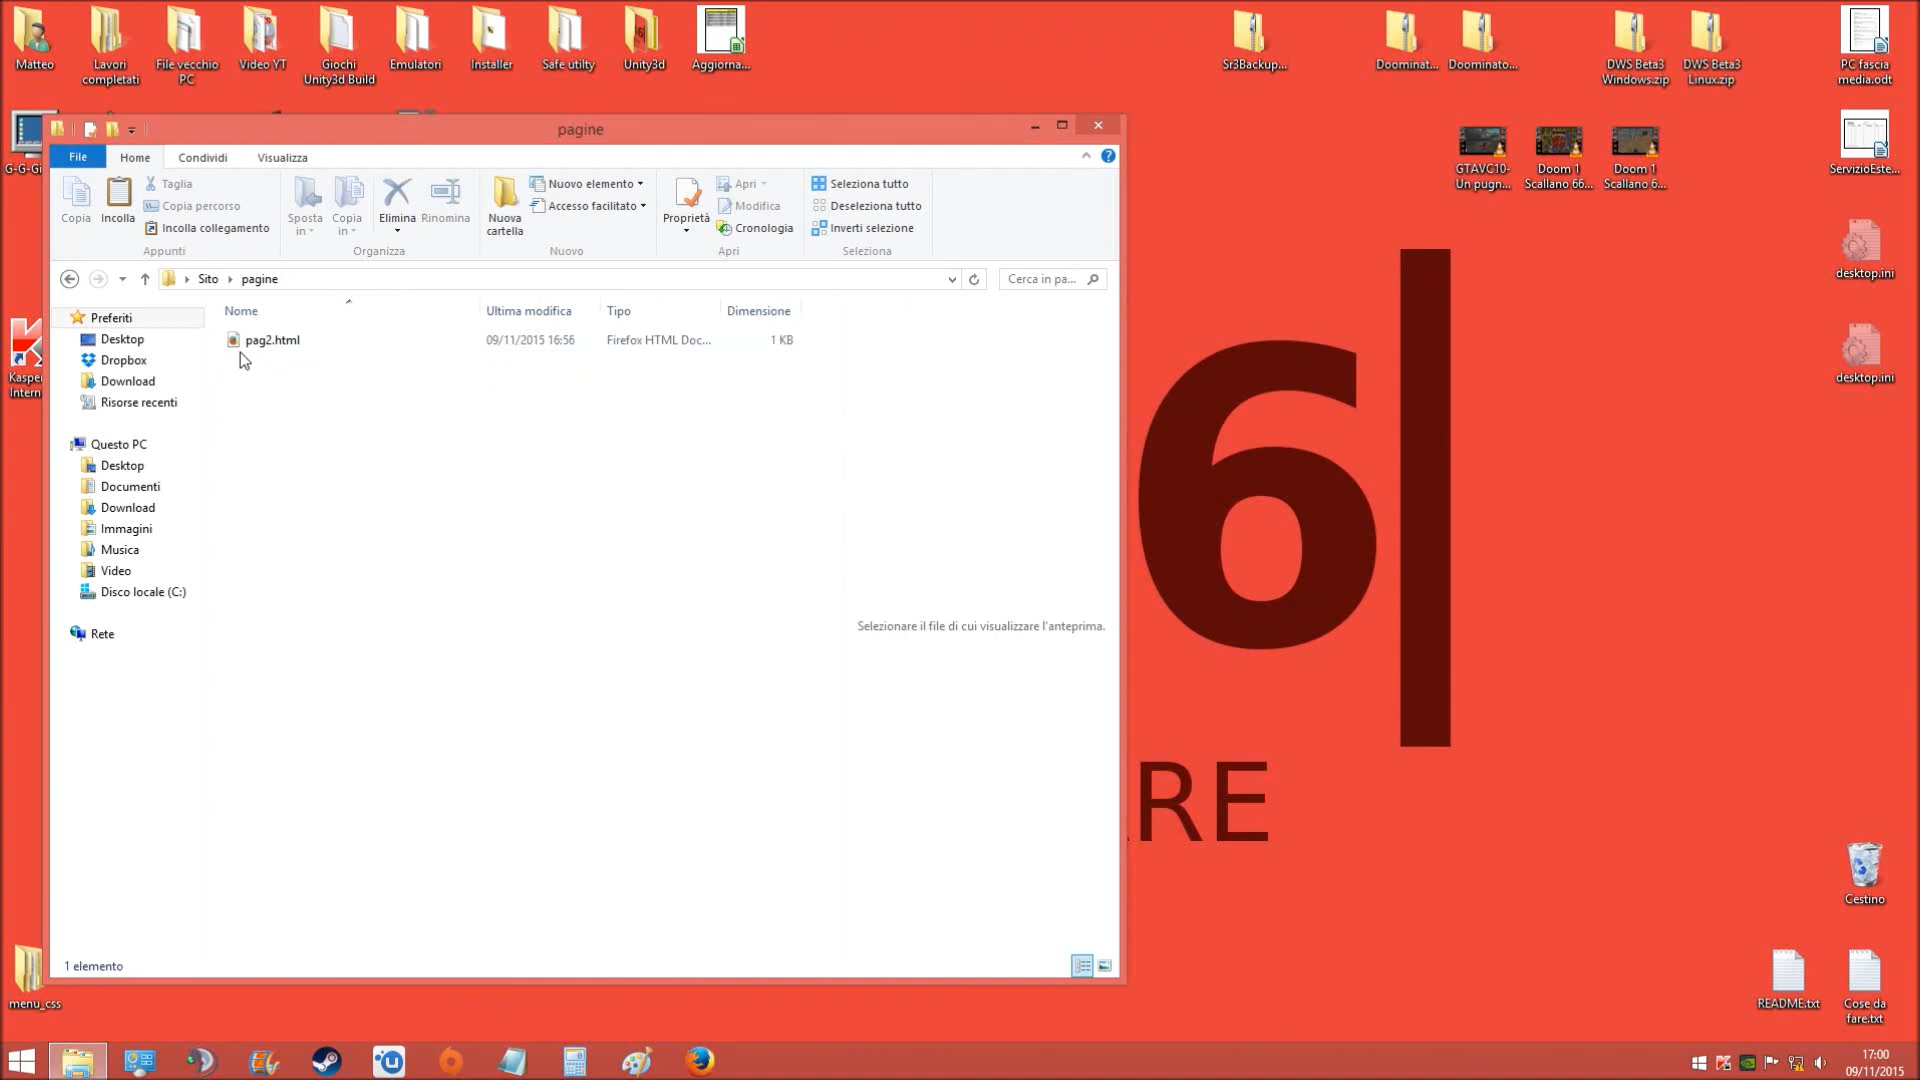 Matteo
Lavori completati
File vecchio PC
Video YT
Giochi Unity3d Build
Emulatori
Installer
Safe utilty
Unity3d
Aggiorna...
Sr3Backup...
Doominat...
Doominato...
DWS Beta3 Windows.zip
DWS Beta3 Linux.zip
PC fascia media.odt
pagine
File
Home
Condividi
Visualizza
Copia
Incolla
Taglia
Copia percorso
Incolla collegamento
Appunti
Sposta in
Copia in
Elimina
Rinomina
Organizza
Nuova cartella
Nuovo elemento
Accesso facilitato
Nuovo
Proprietà
Apri
Modifica
Cronologia
Apri
Seleziona tutto
Deseleziona tutto
Inverti selezione
Seleziona
Sito
pagine
Cerca in pa...
Nome
Ultima modifica
Tipo
Dimensione
pag2.html
09/11/2015 16:56
Firefox HTML Doc...
1 KB
Preferiti
Desktop
Dropbox
Download
Risorse recenti
Questo PC
Desktop
Documenti
Download
Immagini
Musica
Video
Disco locale (C:)
Rete
Selezionare il file di cui visualizzare l'anteprima.
1 elemento
GTAVC10- Un pugn...
Doom 1 Scallano 66...
Doom 1 Scallano 6...
ServizioEste...
desktop.ini
desktop.ini
6|
RE
Cestino
README.txt
Cose da fare.txt
menu_css
17:00
09/11/2015